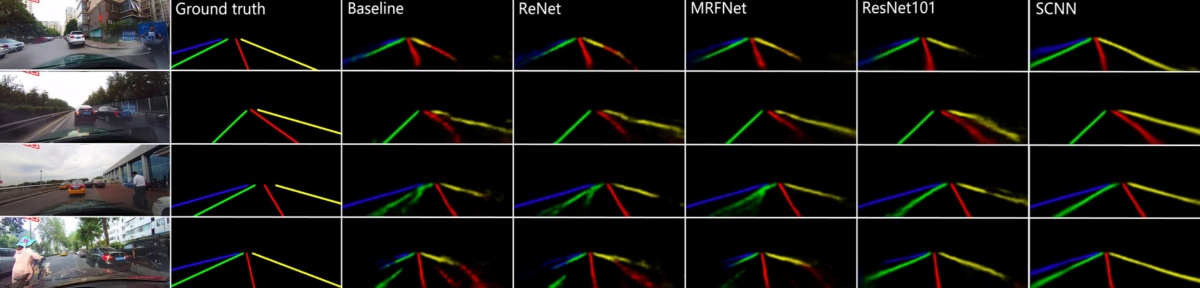 Ground truth
Baseline
ReNet
MRFNet
ResNet101
SCNN